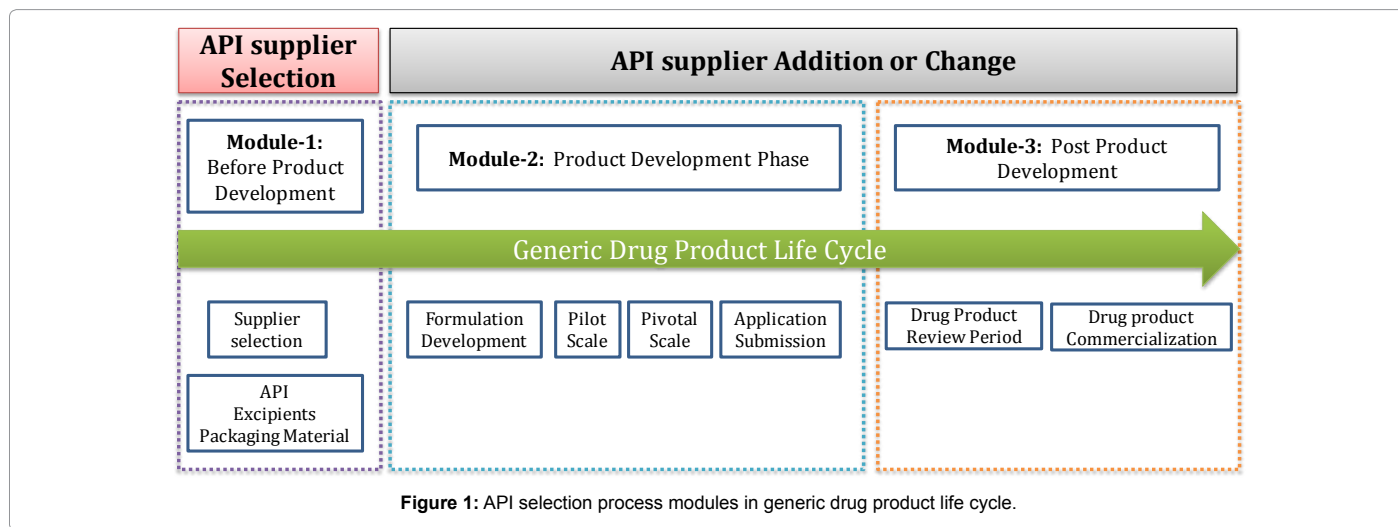 API supplier
Selection
API supplier Addition or Change
Module-1:
Before Product
Development
Module-2: Product Development Phase
Module-3: Post Product
Development
Generic Drug Product Life Cycle
Supplier
selection
API
Excipients
Packaging Material
Formulation
Development
Pilot
Scale
Pivotal
Scale
Application
Submission
Drug Product
Review Period
Drug product
Commercialization
Figure 1: API selection process modules in generic drug product life cycle.